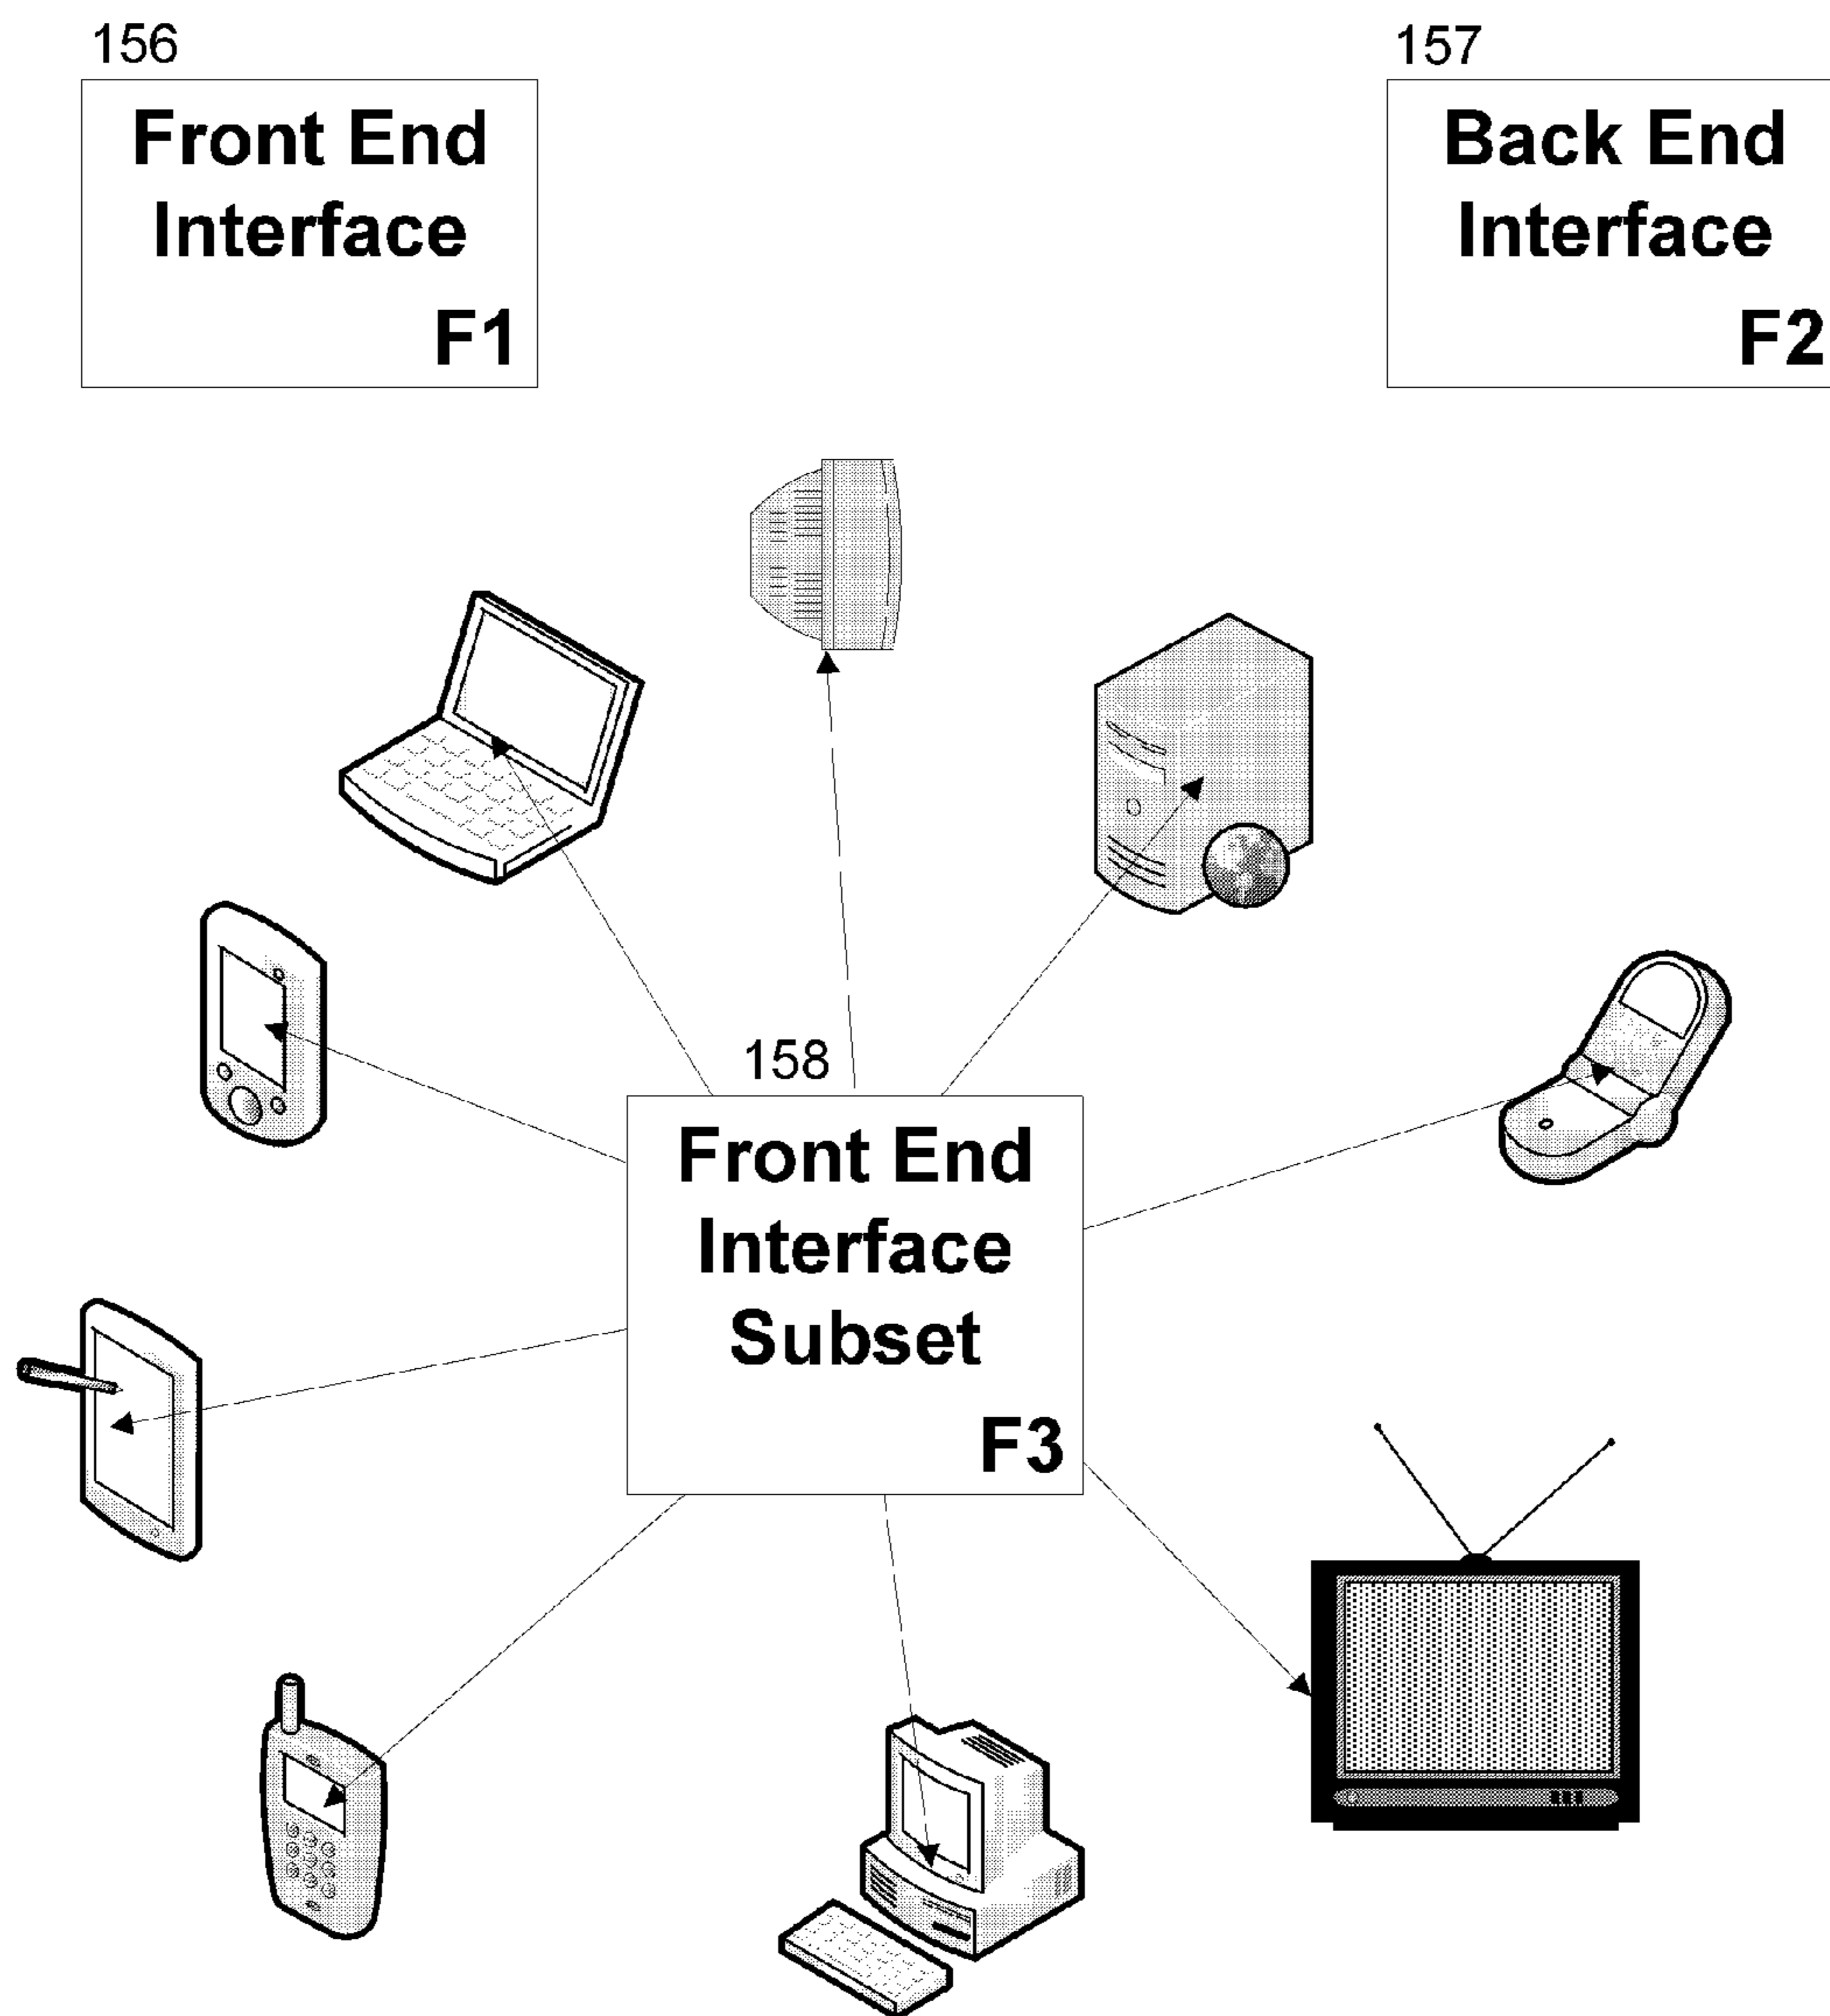 156
Front End
Interface
F1
157
Back End
Interface
F2
158
Front End
Interface
Subset
F3